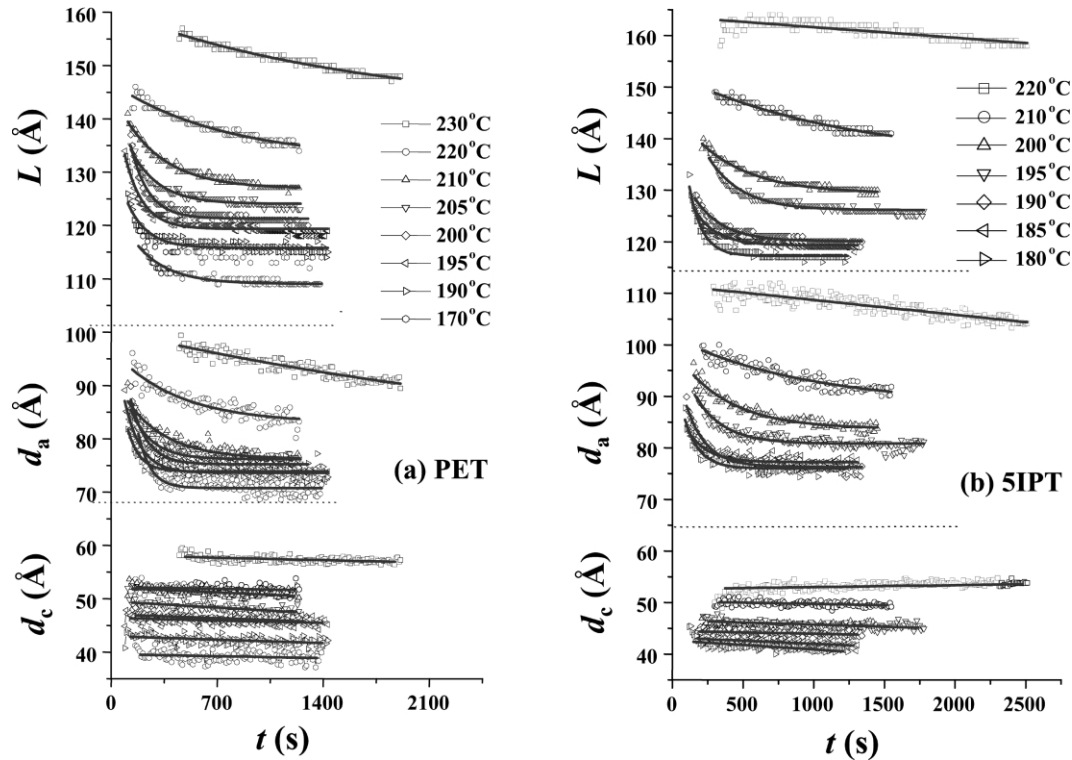 160
150
140
130
120
110
100
90
80
70
60
50
40
L (Å)
d_a (Å)
d_c (Å)
0
700
1400
2100
t (s)
230°C
220°C
210°C
205°C
200°C
195°C
190°C
170°C
(a) PET
160
150
140
130
120
110
100
90
80
70
60
50
40
L (Å)
d_a (Å)
d_c (Å)
0
500
1000
1500
2000
2500
t (s)
220°C
210°C
200°C
195°C
190°C
185°C
180°C
(b) 5IPT